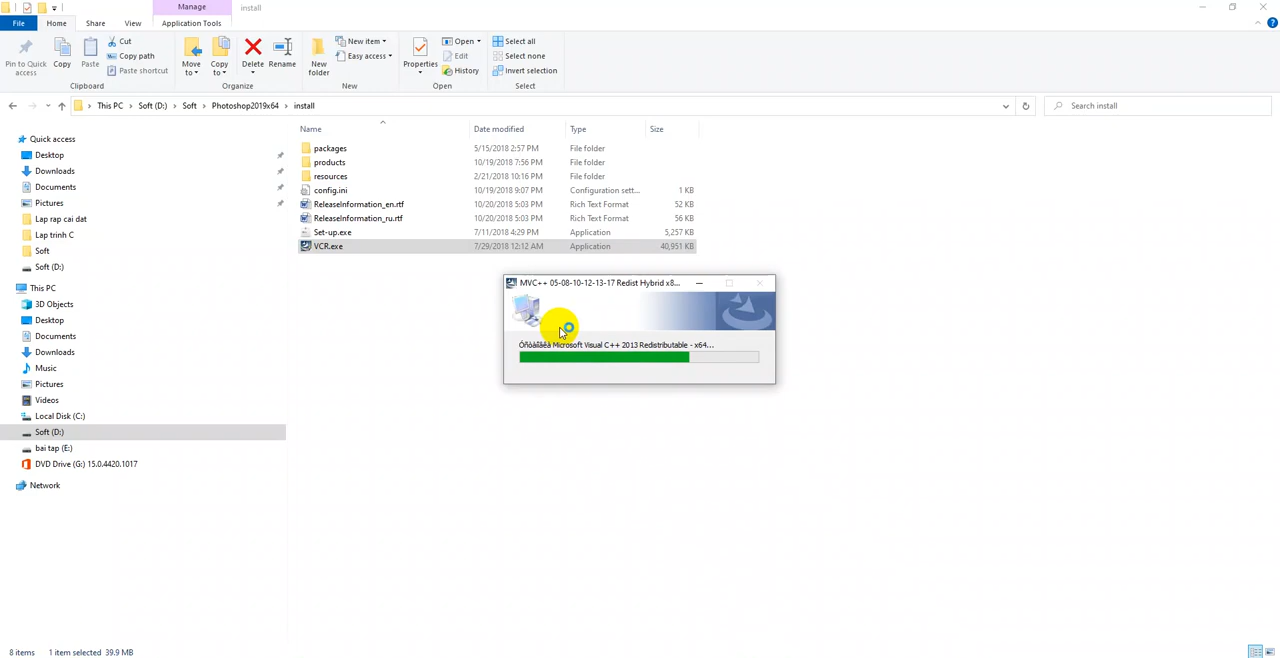 Manage
install
File
Home
Share
View
Application Tools
Pin to Quick access
Copy
Paste
Cut
Copy path
Paste shortcut
Clipboard
Move to
Copy to
Delete
Rename
Organize
New folder
New item
Easy access
New
Properties
Open
Edit
History
Open
Select all
Select none
Invert selection
Select
This PC > Soft (D:) > Soft > Photoshop2019x64 > install
Search install
Quick access
Desktop
Downloads
Documents
Pictures
Lap rap cai dat
Lap trinh C
Soft
Soft (D:)
This PC
3D Objects
Desktop
Documents
Downloads
Music
Pictures
Videos
Local Disk (C:)
Soft (D:)
bai tap (E:)
DVD Drive (G:) 15.0.4420.1017
Network
Name Date modified Type Size
packages 5/15/2018 2:57 PM File folder
products 10/19/2018 7:56 PM File folder
resources 2/21/2018 10:16 PM File folder
config.ini 10/19/2018 9:07 PM Configuration sett... 1 KB
ReleaseInformation_en.rtf 10/20/2018 5:03 PM Rich Text Format 52 KB
ReleaseInformation_ru.rtf 10/20/2018 5:03 PM Rich Text Format 56 KB
Set-up.exe 7/11/2018 4:29 PM Application 5,257 KB
VCR.exe 7/29/2018 12:12 AM Application 40,951 KB
MVC++ 05-08-10-12-13-17 Redist Hybrid x8...
Óñòàíîâêà Microsoft Visual C++ 2013 Redistributable - x64...
8 items 1 item selected 39.9 MB